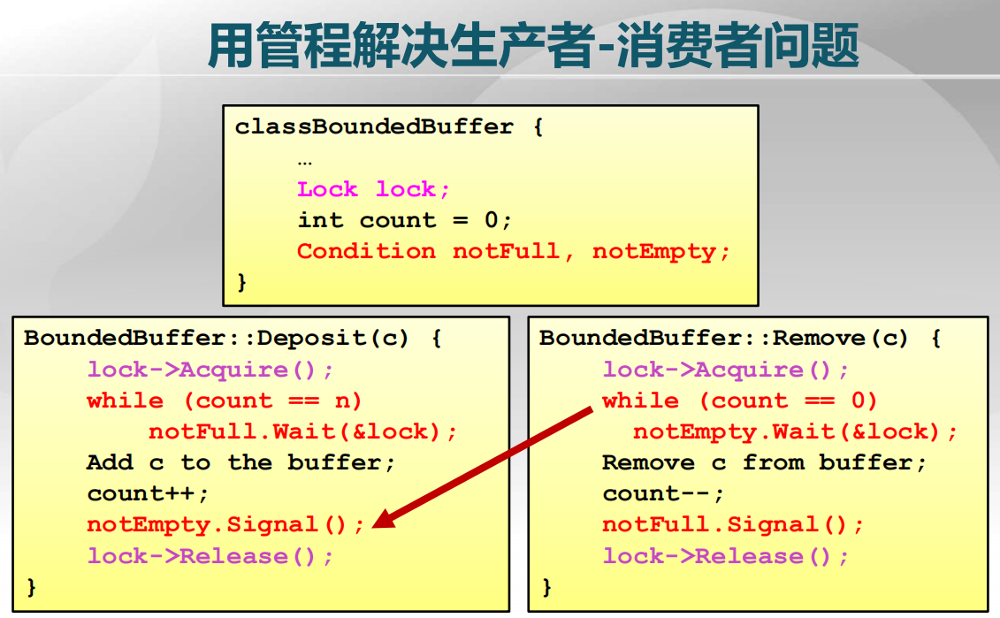 用管程解决生产者-消费者问题
classBoundedBuffer {
…
Lock lock;
int count = 0;
Condition notFull, notEmpty;
}
BoundedBuffer::Deposit(c) {
lock->Acquire();
while (count == n)
notFull.Wait(&lock);
Add c to the buffer;
count++;
notEmpty.Signal();
lock->Release();
}
BoundedBuffer::Remove(c) {
lock->Acquire();
while (count == 0)
notEmpty.Wait(&lock);
Remove c from buffer;
count--;
notFull.Signal();
lock->Release();
}